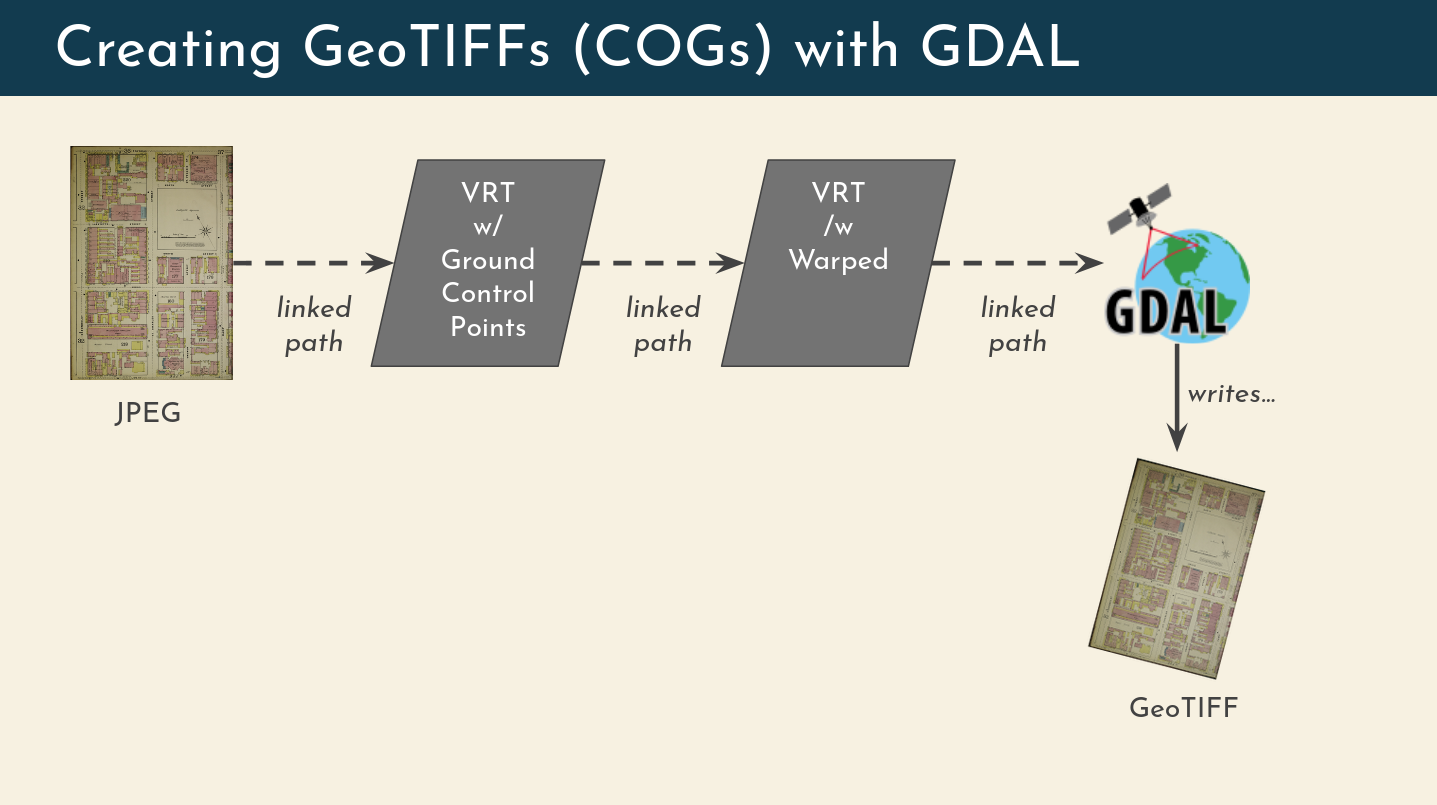 Creating GeoTIFFs (COGs) with GDAL
VRT
w/
Ground
Control
Points
VRT
/w
Warped
linked
path
linked
path
linked
path
GDAL
JPEG
writes...
GeoTIFF